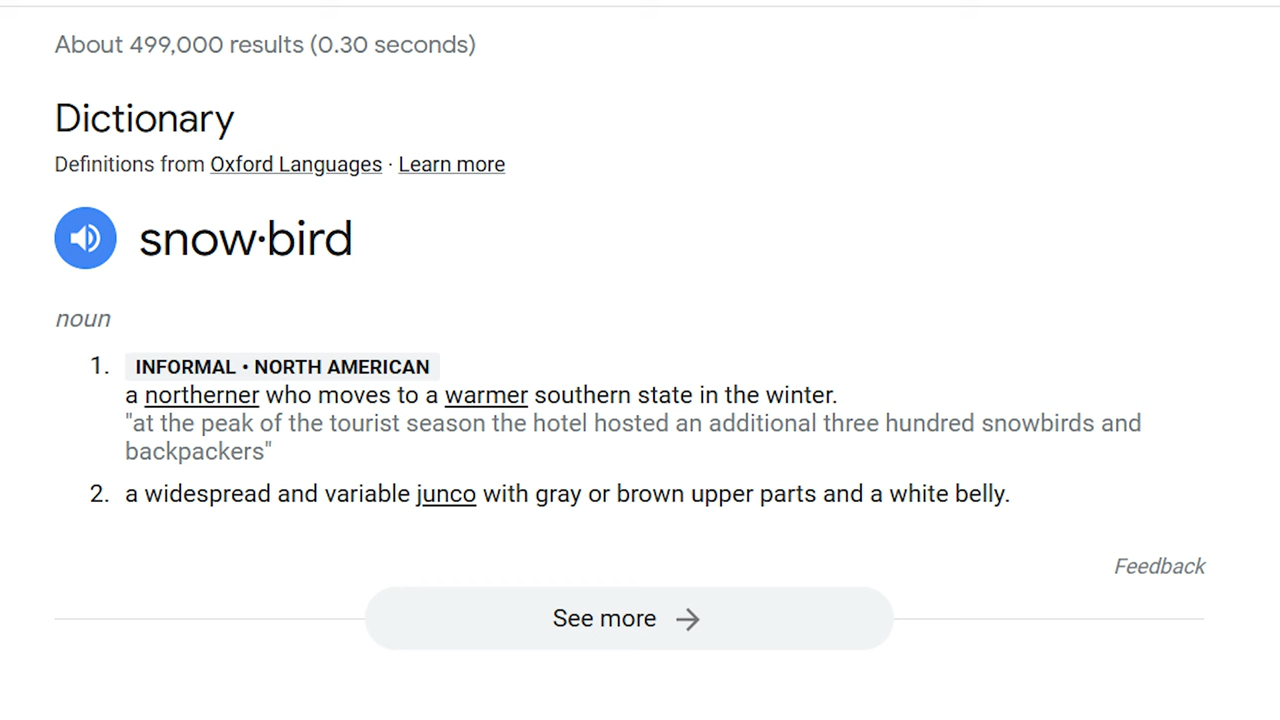 About 499,000 results (0.30 seconds)
Dictionary
Definitions from Oxford Languages · Learn more
snow·bird
noun
1. INFORMAL • NORTH AMERICAN
a northerner who moves to a warmer southern state in the winter.
"at the peak of the tourist season the hotel hosted an additional three hundred snowbirds and
backpackers"
2. a widespread and variable junco with gray or brown upper parts and a white belly.
Feedback
See more →